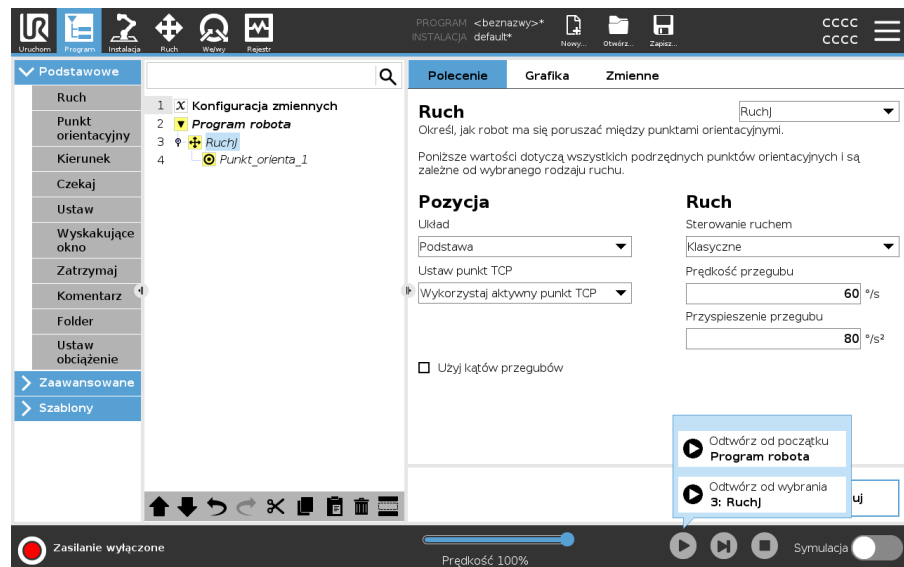 UR
Uruchom
Program
Instalacja
Ruch
We/wy
Rejestr
PROGRAM <beznazwy>*
INSTALACJA default*
Nowy...
Otwórz...
Zapisz...
CCCC
CCCC
Podstawowe
Ruch
Punkt
orientacyjny
Kierunek
Czekaj
Ustaw
Wyskakujące
okno
Zatrzymaj
Komentarz
Folder
Ustaw
obciążenie
Zaawansowane
Szablony
1 X Konfiguracja zmiennych
2 Program robota
3 RuchJ
4 Punkt_orienta_1
Polecenie Grafika Zmienne
Ruch
RuchJ
Określ, jak robot ma się poruszać między punktami orientacyjnymi.
Poniższe wartości dotyczą wszystkich podrzędnych punktów orientacyjnych i są
zależne od wybranego rodzaju ruchu.
Pozycja
Układ
Podstawa
Ustaw punkt TCP
Wykorzystaj aktywny punkt TCP
Użyj kątów przegubów
Ruch
Sterowanie ruchem
Klasyczne
Prędkość przegubu
60 °/s
Przyspieszenie przegubu
80 °/s²
Odtwórz od początku
Program robota
Odtwórz od wybrania
3: RuchJ
uj
Zasilanie wyłączone
Prędkość 100%
Symulacja